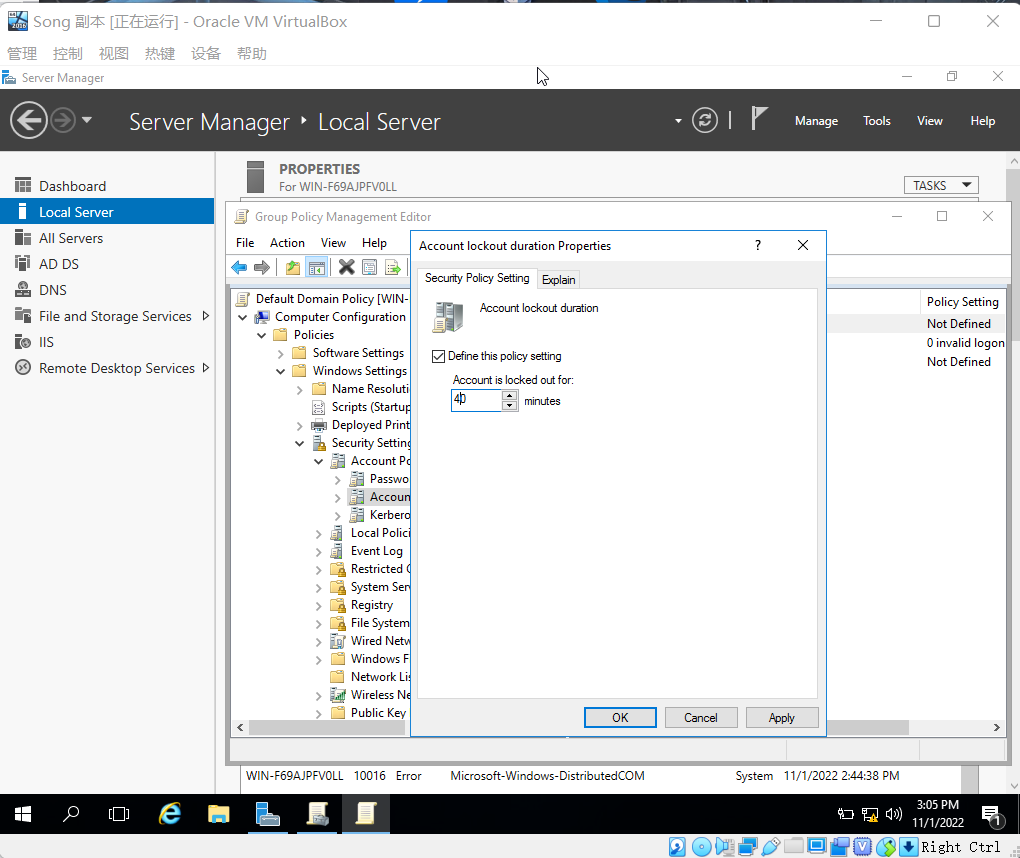 Song 副本 [正在运行] - Oracle VM VirtualBox
管理 控制 视图 热键 设备 帮助
Server Manager
Server Manager ‣ Local Server
Manage Tools View Help
Dashboard
Local Server
All Servers
AD DS
DNS
File and Storage Services
IIS
Remote Desktop Services
PROPERTIES
For WIN-F69AJPFV0LL
TASKS
Group Policy Management Editor
File Action View Help
Default Domain Policy [WIN-
Computer Configuration
Policies
Software Settings
Windows Settings
Name Resoluti
Scripts (Startup
Deployed Print
Security Setting
Account Po
Passwo
Accoun
Kerbero
Local Polici
Event Log
Restricted G
System Serv
Registry
File System
Wired Netw
Windows F
Network Lis
Wireless Ne
Public Key
Policy Setting
Not Defined
0 invalid logon
Not Defined
Account lockout duration Properties
?
Security Policy Setting Explain
Account lockout duration
Define this policy setting
Account is locked out for:
40 minutes
OK Cancel Apply
WIN-F69AJPFV0LL 10016 Error Microsoft-Windows-DistributedCOM System 11/1/2022 2:44:38 PM
3:05 PM
11/1/2022
1
Right Ctrl